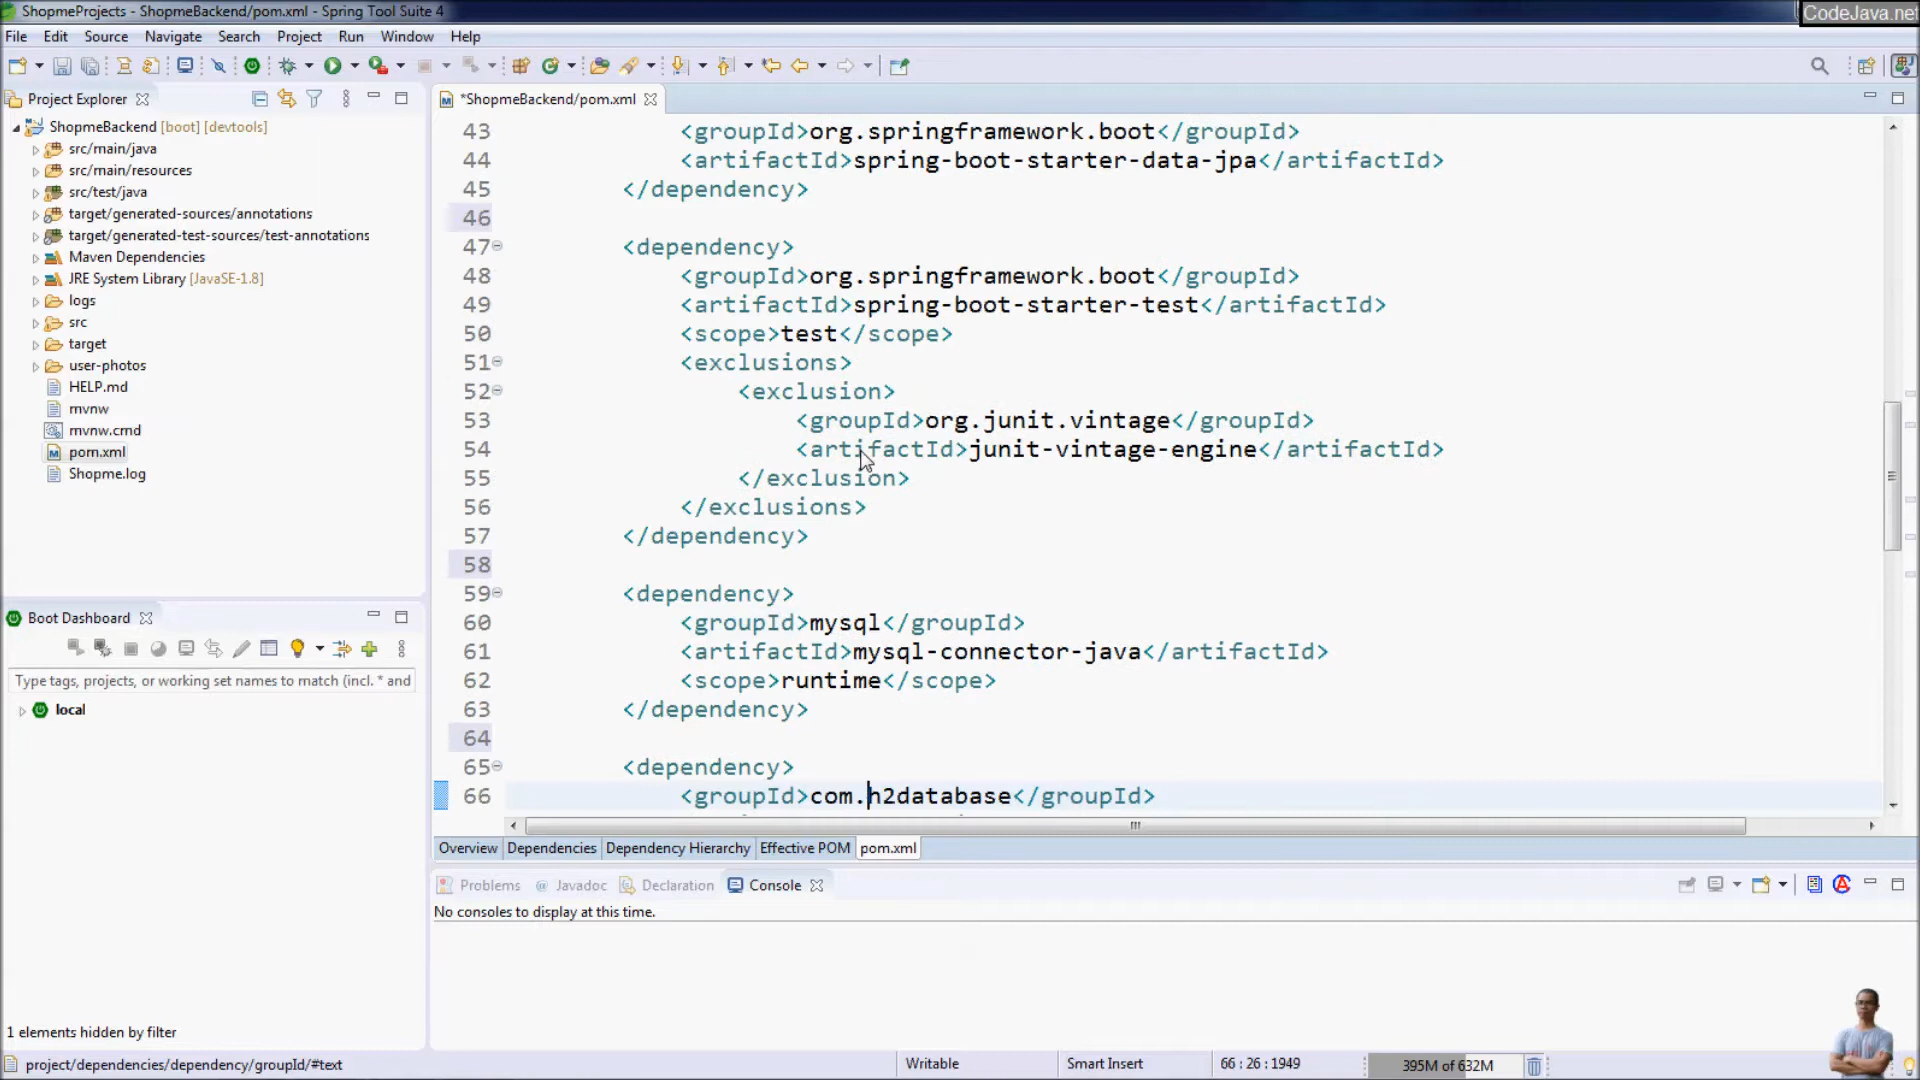 ShopmeProjects - ShopmeBackend/pom.xml - Spring Tool Suite 4
CodeJava.net
File Edit Source Navigate Search Project Run Window Help
Project Explorer
ShopmeBackend [boot] [devtools]
src/main/java
src/main/resources
src/test/java
target/generated-sources/annotations
target/generated-test-sources/test-annotations
Maven Dependencies
JRE System Library [JavaSE-1.8]
logs
src
target
user-photos
HELP.md
mvnw
mvnw.cmd
pom.xml
Shopme.log
Boot Dashboard
Type tags, projects, or working set names to match (incl. * and
local
1 elements hidden by filter
*ShopmeBackend/pom.xml
43 <groupId>org.springframework.boot</groupId>
44 <artifactId>spring-boot-starter-data-jpa</artifactId>
45 </dependency>
46
47 <dependency>
48 <groupId>org.springframework.boot</groupId>
49 <artifactId>spring-boot-starter-test</artifactId>
50 <scope>test</scope>
51 <exclusions>
52 <exclusion>
53 <groupId>org.junit.vintage</groupId>
54 <artifactId>junit-vintage-engine</artifactId>
55 </exclusion>
56 </exclusions>
57 </dependency>
58
59 <dependency>
60 <groupId>mysql</groupId>
61 <artifactId>mysql-connector-java</artifactId>
62 <scope>runtime</scope>
63 </dependency>
64
65 <dependency>
66 <groupId>com.h2database</groupId>
Overview Dependencies Dependency Hierarchy Effective POM pom.xml
Problems Javadoc Declaration Console
No consoles to display at this time.
project/dependencies/dependency/groupId/#text
Writable
Smart Insert
66 : 26 : 1949
395M of 632M